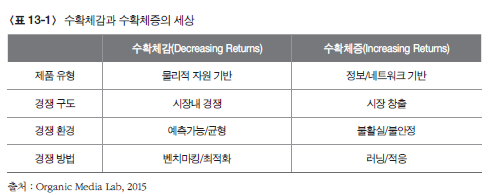 〈표 13-1〉 수확체감과 수확체증의 세상
수확체감(Decreasing Returns) 수확체증(Increasing Returns)
제품 유형 물리적 자원 기반 정보/네트워크 기반
경쟁 구도 시장내 경쟁 시장 창출
경쟁 환경 예측가능/균형 불활실/불안정
경쟁 방법 벤치마킹/최적화 러닝/적응
출처 : Organic Media Lab, 2015